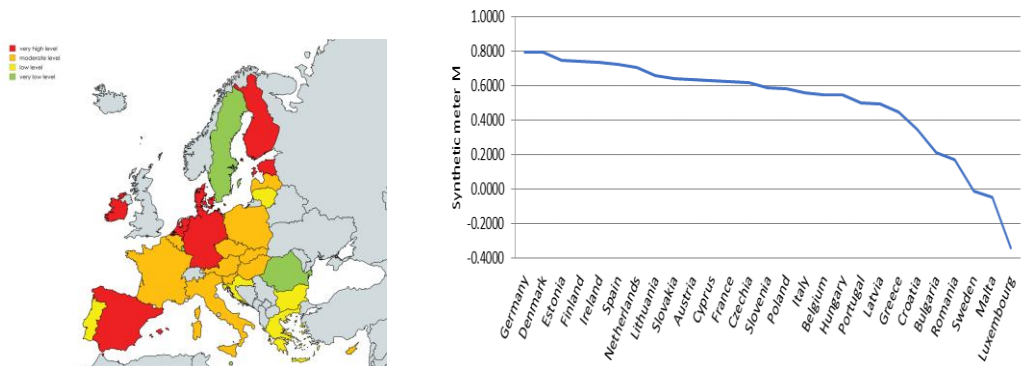 very high level
moderate level
low level
very low level
Synthetic meter M
1.0000
0.8000
0.6000
0.4000
0.2000
0.0000
-0.2000
-0.4000
Germany
Denmark
Estonia
Finland
Ireland
Spain
Netherlands
Lithuania
Slovakia
Austria
Cyprus
France
Czechia
Slovenia
Poland
Italy
Belgium
Hungary
Portugal
Latvia
Greece
Croatia
Bulgaria
Romania
Sweden
Malta
Luxembourg